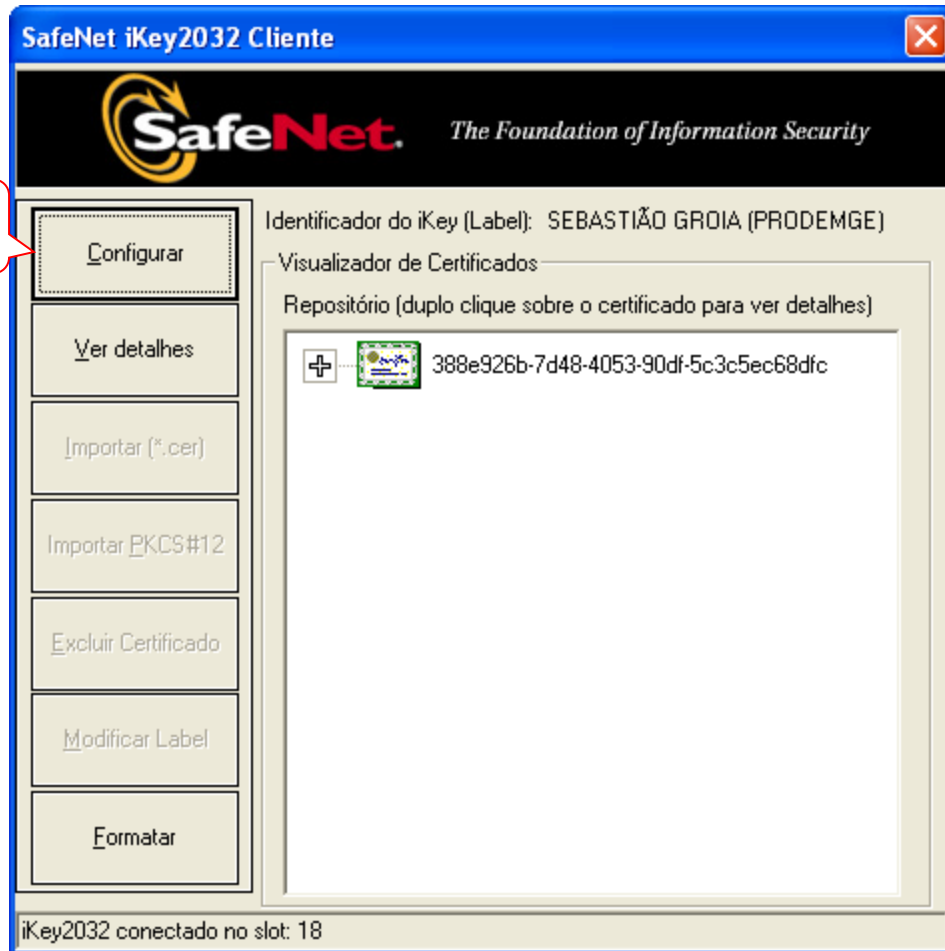 SafeNet iKey2032 Cliente
SafeNet. The Foundation of Information Security
Identificador do iKey (Label): SEBASTIÃO GROIA (PRODEMGE)
Configurar
Visualizador de Certificados
Repositório (duplo clique sobre o certificado para ver detalhes)
Ver detalhes
388e926b-7d48-4053-90df-5c3c5ec68dfc
Importar (*.cer)
Importar PKCS#12
Excluir Certificado
Modificar Label
Formatar
iKey2032 conectado no slot: 18